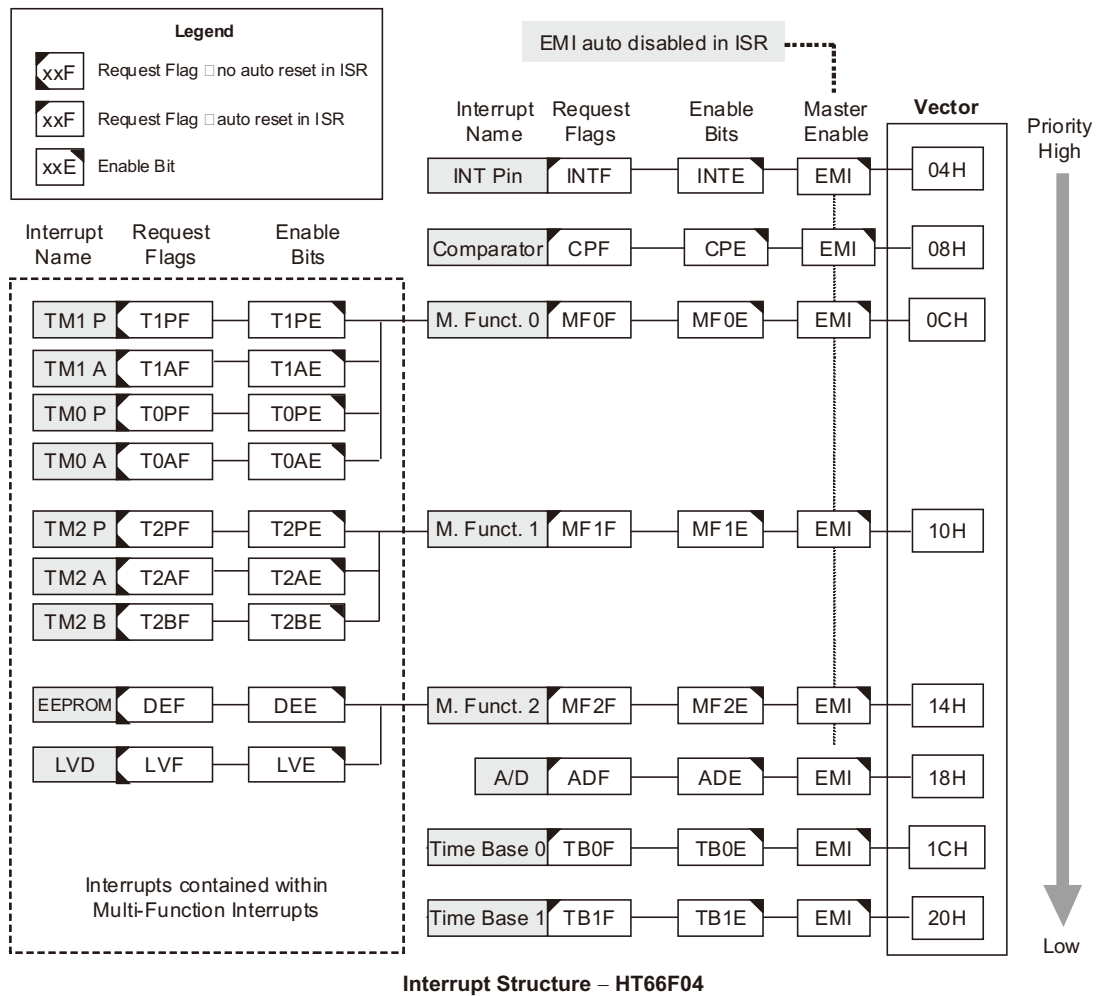 Legend
xxF Request Flag □ no auto reset in ISR
xxF Request Flag □ auto reset in ISR
xxE Enable Bit
EMI auto disabled in ISR
Interrupt Name Request Flags Enable Bits Master Enable Vector
Priority High
INT Pin INTF INTE EMI 04H
Comparator CPF CPE EMI 08H
Interrupt Name Request Flags Enable Bits
TM1 P T1PF T1PE M. Funct. 0 MF0F MF0E EMI 0CH
TM1 A T1AF T1AE
TM0 P T0PF T0PE
TM0 A T0AF T0AE
TM2 P T2PF T2PE M. Funct. 1 MF1F MF1E EMI 10H
TM2 A T2AF T2AE
TM2 B T2BF T2BE
EEPROM DEF DEE M. Funct. 2 MF2F MF2E EMI 14H
LVD LVF LVE A/D ADF ADE EMI 18H
Time Base 0 TB0F TB0E EMI 1CH
Interrupts contained within
Multi-Function Interrupts
Time Base 1 TB1F TB1E EMI 20H
Low
Interrupt Structure – HT66F04